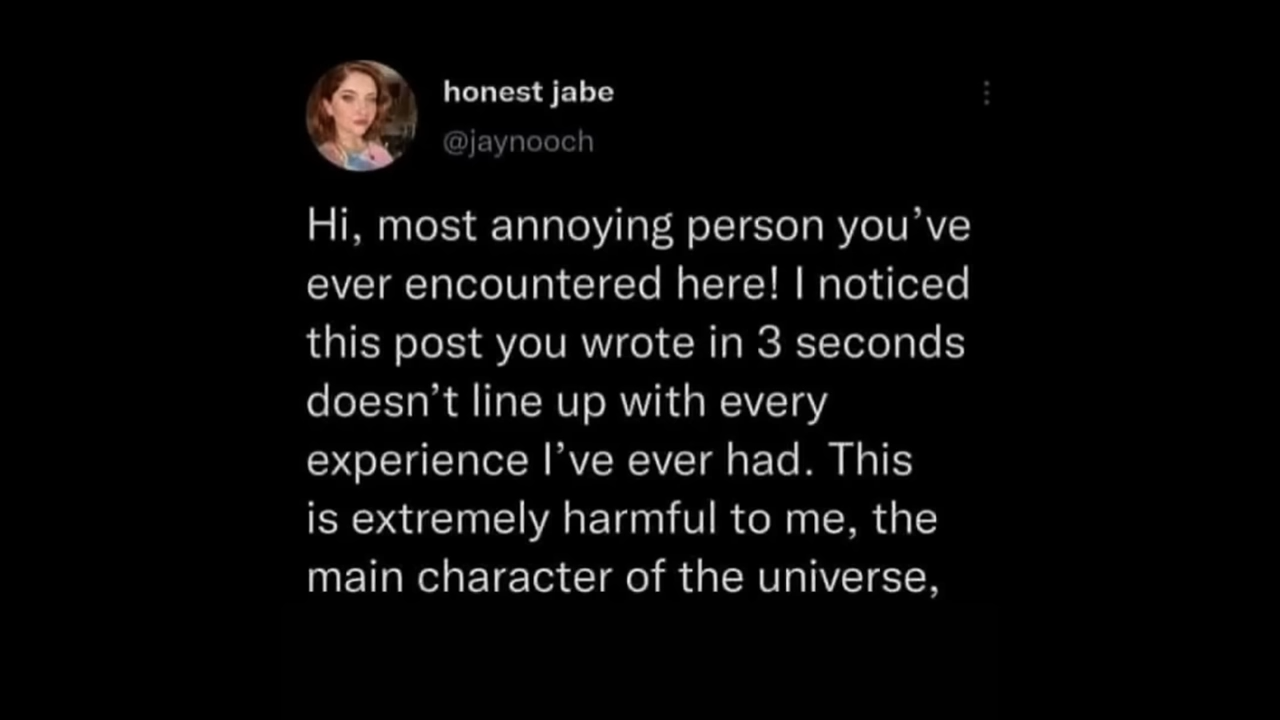 honest jabe
@jaynooch
Hi, most annoying person you’ve
ever encountered here! I noticed
this post you wrote in 3 seconds
doesn’t line up with every
experience I’ve ever had. This
is extremely harmful to me, the
main character of the universe,